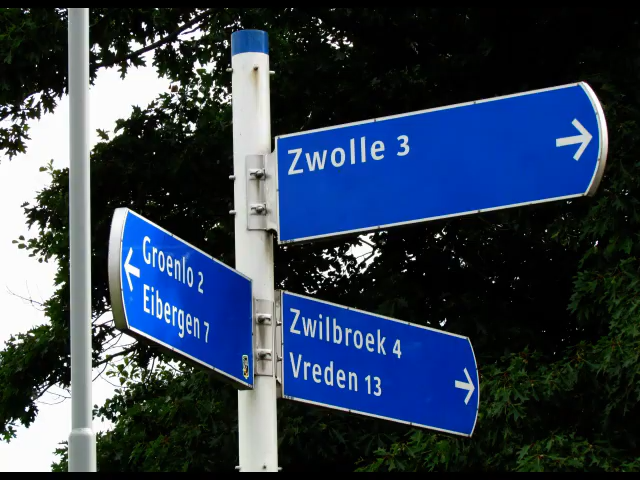 Zwolle 3
Groenlo 2
Eibergen 7
Zwilbroek 4
Vreden 13